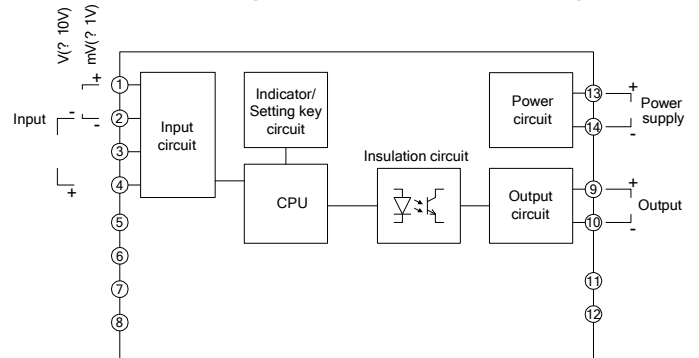 V(? 10V)
mV(? 1V)
Input
+
-
-
+
1
2
3
4
5
6
7
8
Input
circuit
Indicator/
Setting key
circuit
CPU
Insulation circuit
Power
circuit
Output
circuit
13
14
9
10
11
12
+
Power
supply
-
+
Output
-